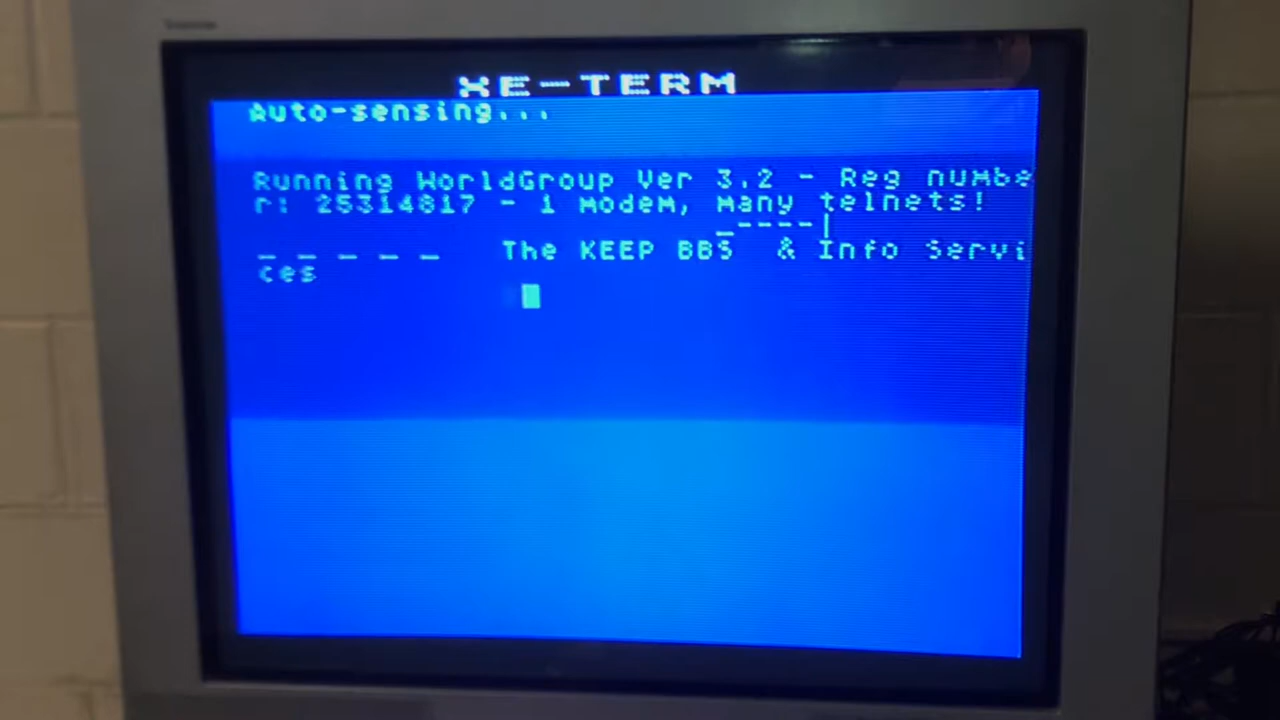 XE-TERM
Auto-sensing...
Running WorldGroup Ver 3.2 - Reg numbe
r: 25314817 - 1 modem, many telnets!
_----|
_ _ _ _ _ The KEEP BBS & Info Servi
ces